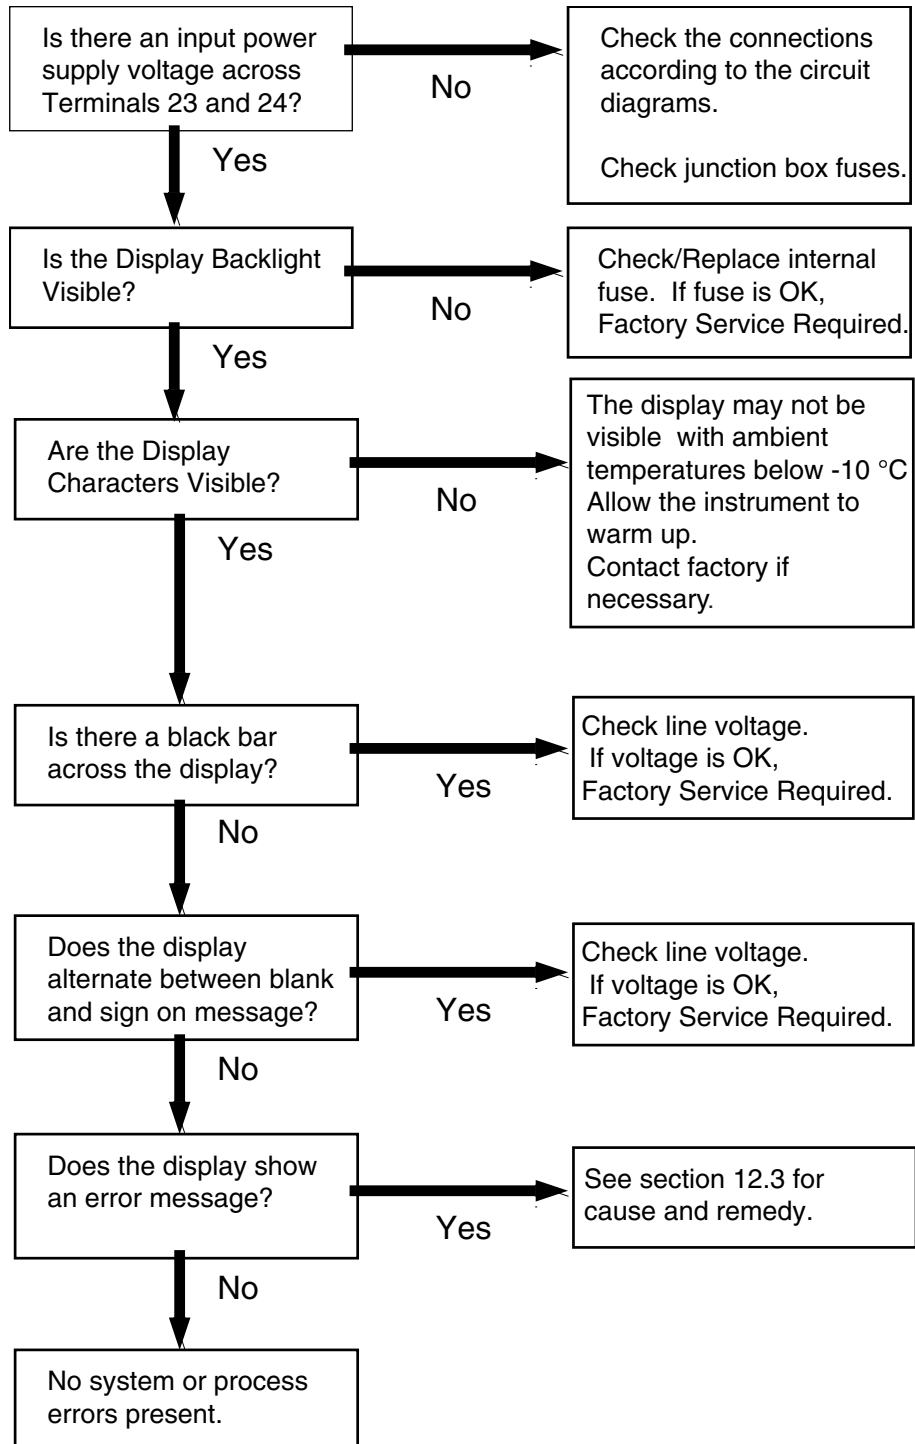 Is there an input power
supply voltage across
Terminals 23 and 24?
No
Check the connections
according to the circuit
diagrams.
Check junction box fuses.
Yes
Is the Display Backlight
Visible?
No
Check/Replace internal
fuse.  If fuse is OK,
Factory Service Required.
Yes
Are the Display
Characters Visible?
No
The display may not be
visible  with ambient
temperatures below -10 °C
Allow the instrument to
warm up.
Contact factory if
necessary.
Yes
Is there a black bar
across the display?
Yes
Check line voltage.
If voltage is OK,
Factory Service Required.
No
Does the display
alternate between blank
and sign on message?
Yes
Check line voltage.
If voltage is OK,
Factory Service Required.
No
Does the display show
an error message?
Yes
See section 12.3 for
cause and remedy.
No
No system or process
errors present.